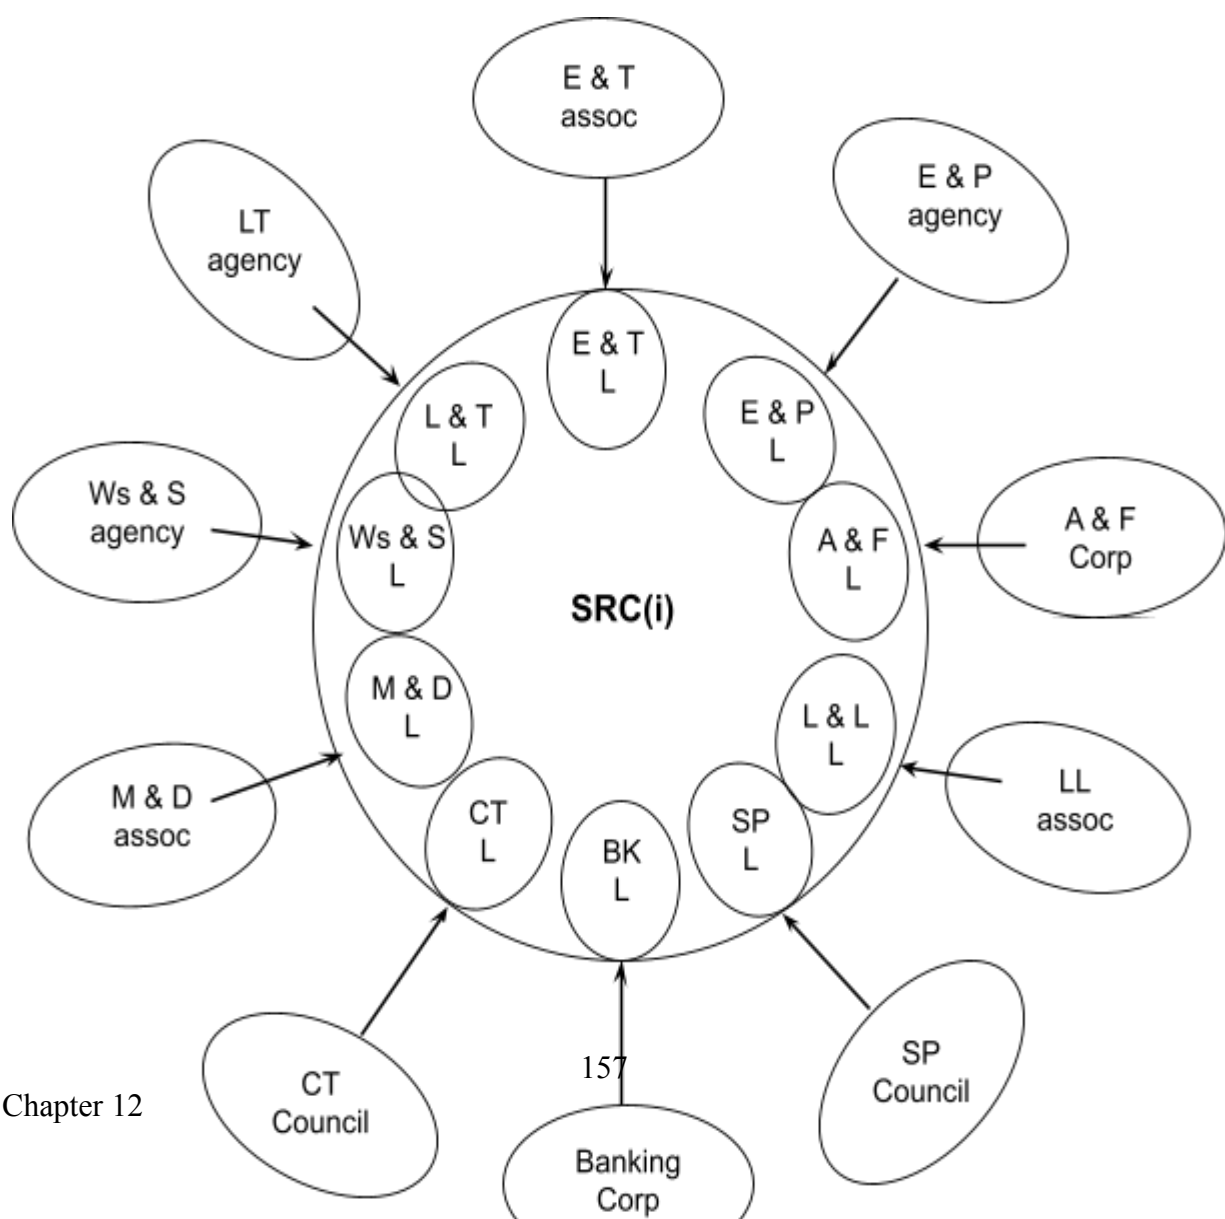 E & T
assoc
E & P
agency
LT
agency
E & T
L
E & P
L
L & T
L
Ws & S
agency
Ws & S
L
A & F
L
A & F
Corp
SRC(i)
M & D
L
L & L
L
M & D
assoc
LL
assoc
CT
L
BK
L
SP
L
CT
Council
SP
Council
157
Chapter 12
Banking
Corp